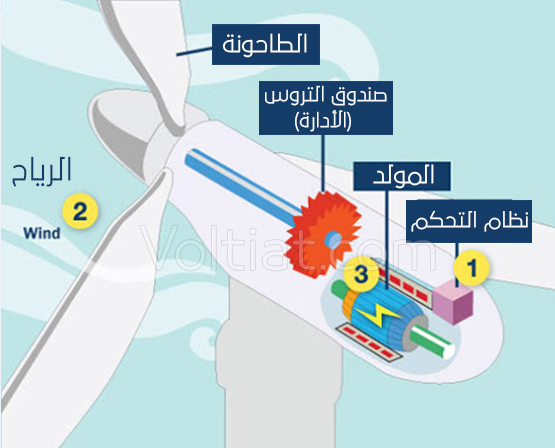 الطاحونة
صندوق التروس
(الأدارة)
الرياح
2
Wind
المولد
نظام التحكم
1
3
Voltiat.com